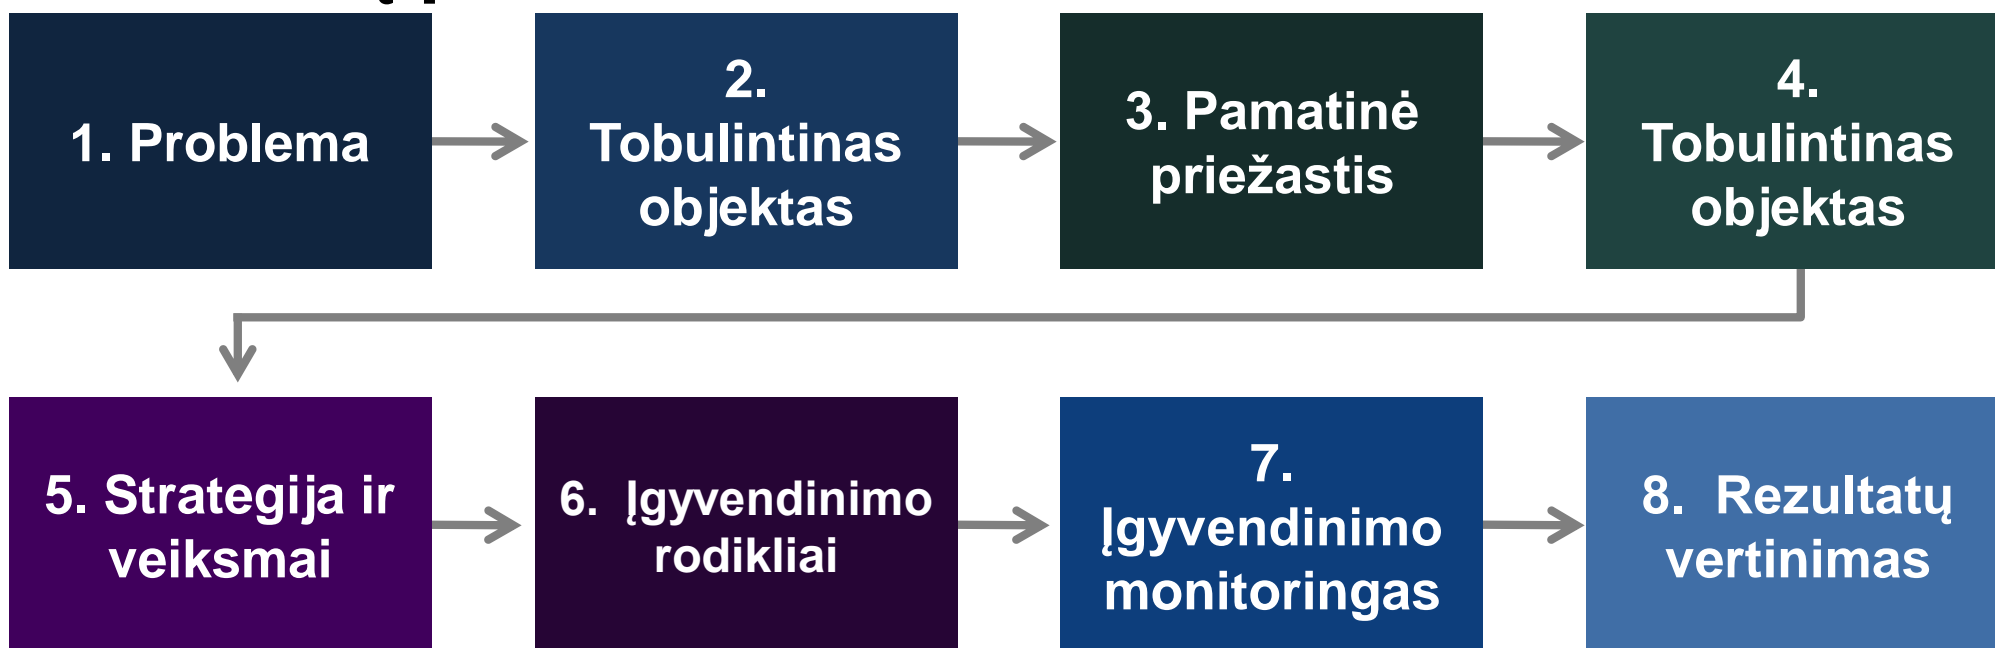 1. Problema
2.
Tobulintinas
objektas
3. Pamatinė
priežastis
4.
Tobulintinas
objektas
5. Strategija ir
veiksmai
6. Įgyvendinimo
rodikliai
7.
Įgyvendinimo
monitoringas
8. Rezultatų
vertinimas